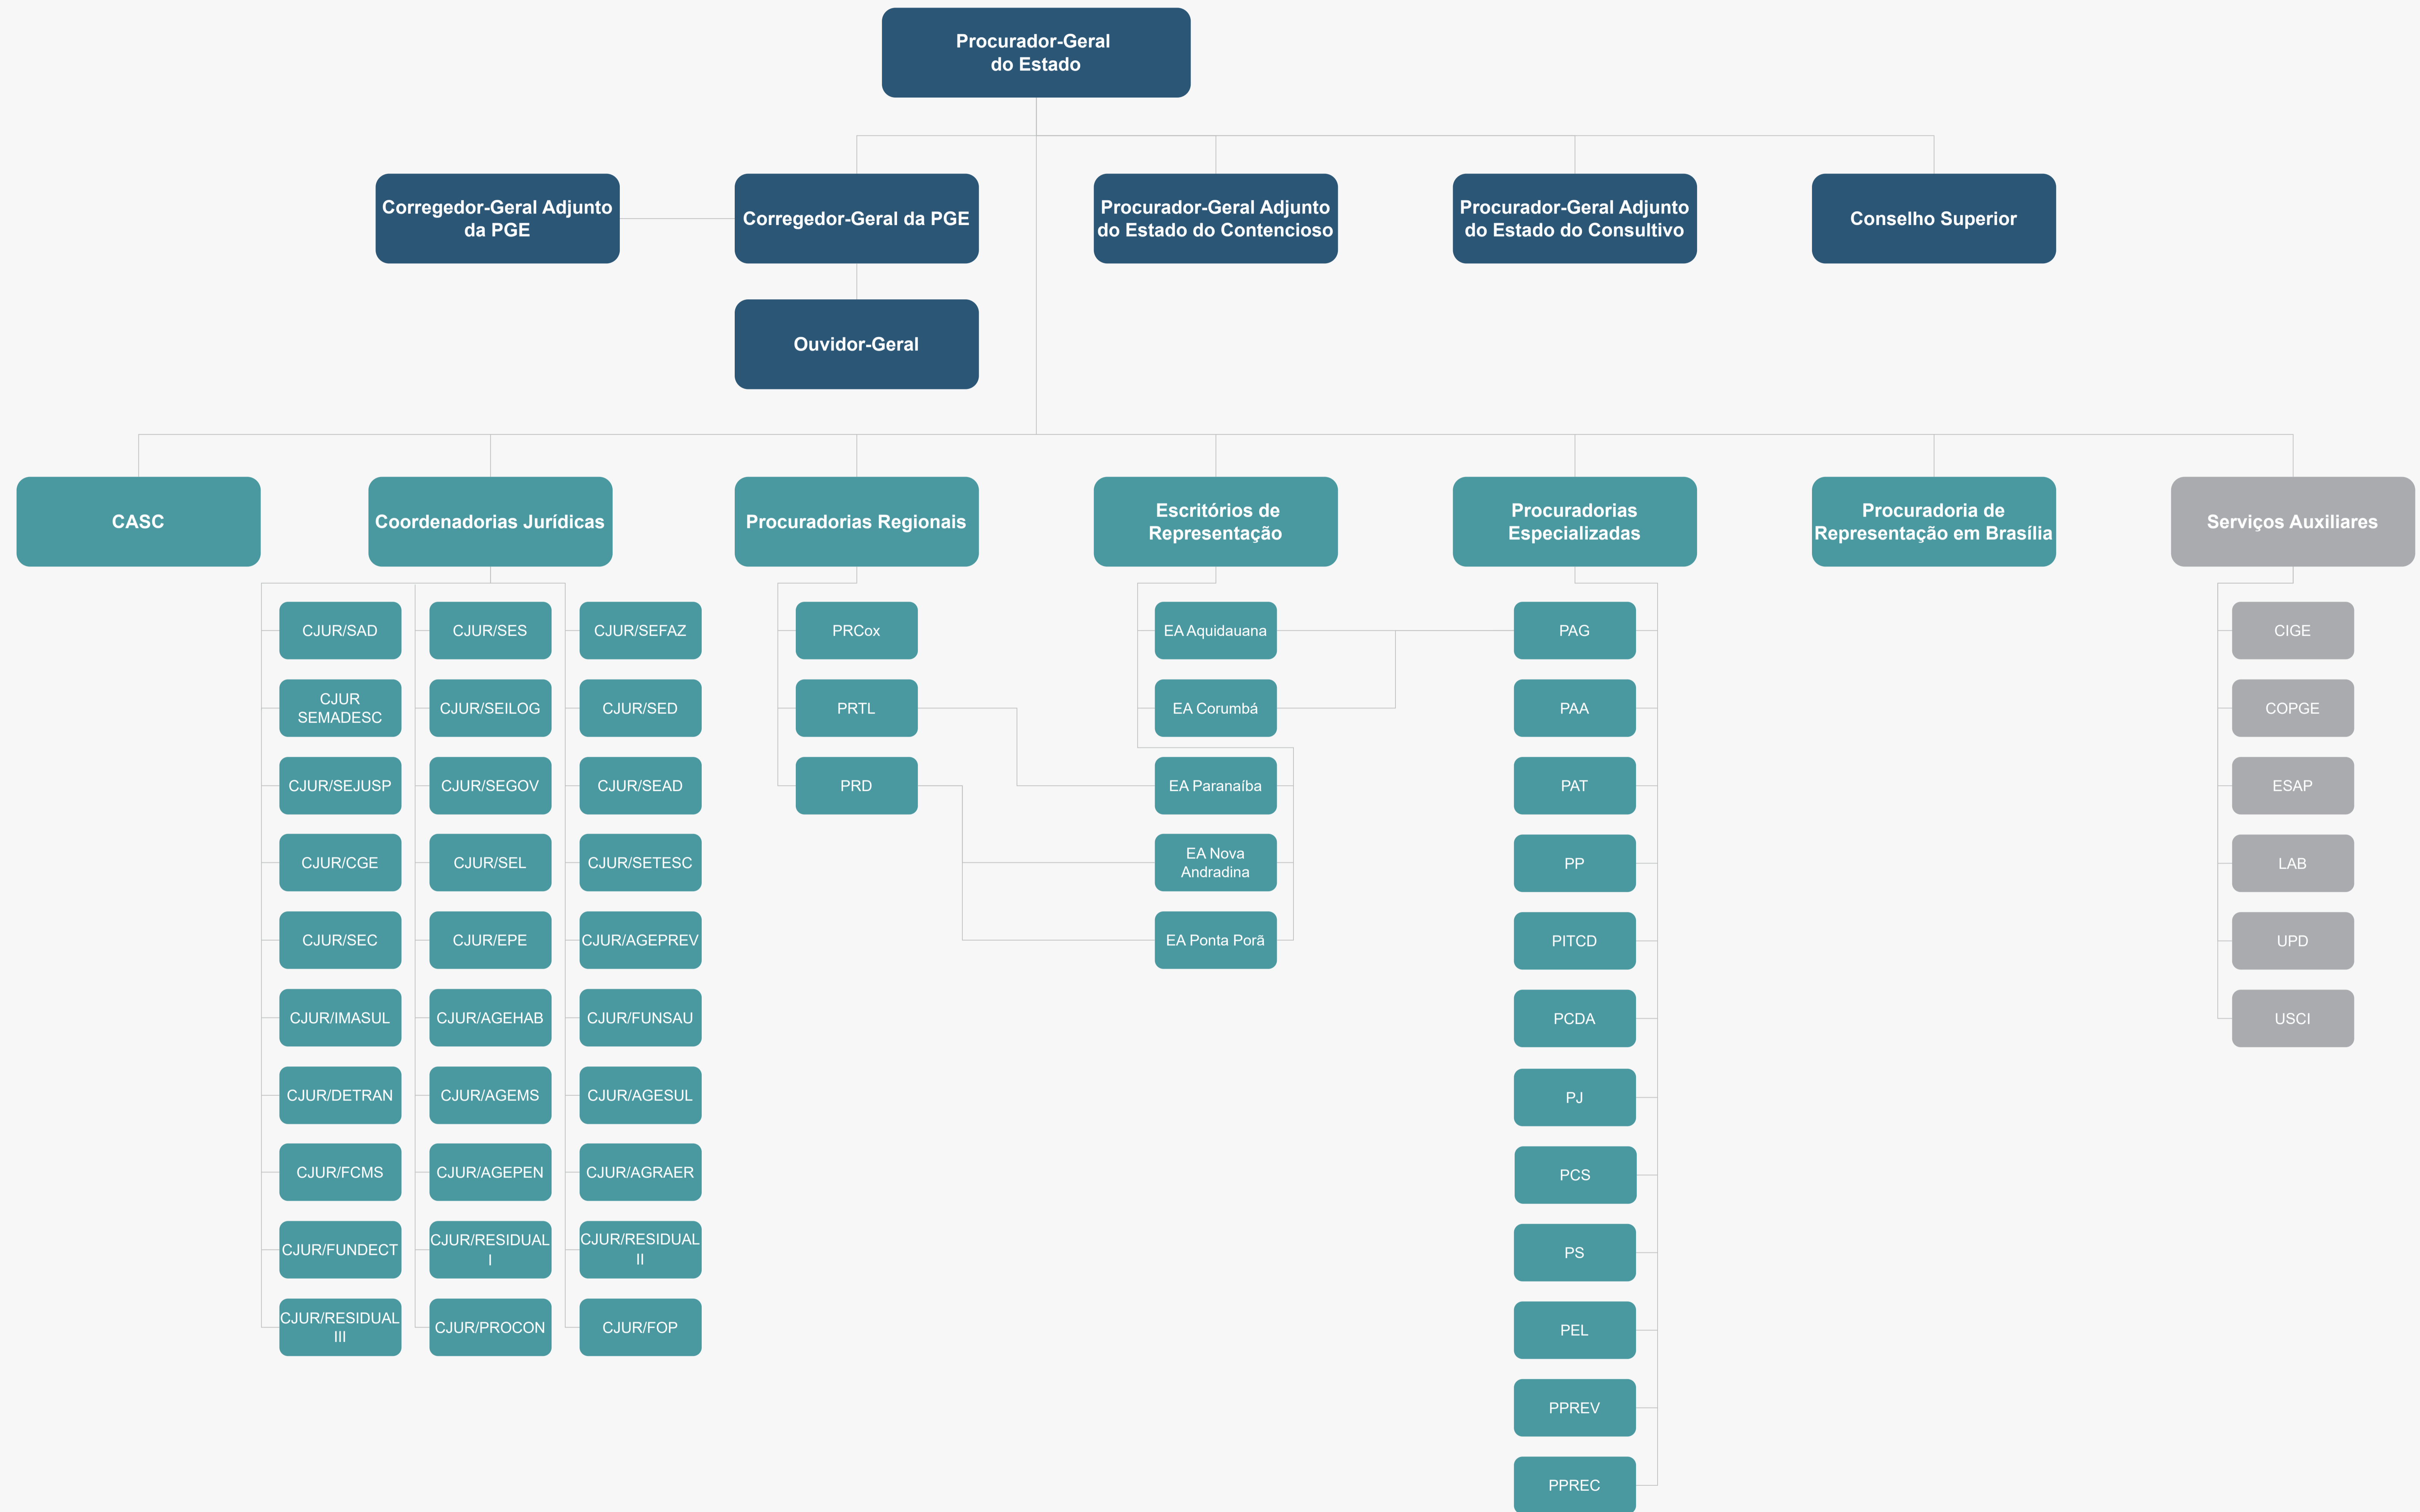 Procurador-Geral
do Estado
Corregedor-Geral Adjunto
da PGE
Corregedor-Geral da PGE
Procurador-Geral Adjunto
do Estado do Contencioso
Procurador-Geral Adjunto
do Estado do Consultivo
Conselho Superior
Ouvidor-Geral
CASC
Coordenadorias Jurídicas
Procuradorias Regionais
Escritórios de
Representação
Procuradorias
Especializadas
Procuradoria de
Representação em Brasília
Serviços Auxiliares
CJUR/SAD
CJUR
SEMADESC
CJUR/SEJUSP
CJUR/CGE
CJUR/SEC
CJUR/IMASUL
CJUR/DETRAN
CJUR/FCMS
CJUR/FUNDECT
CJUR/RESIDUAL
III
CJUR/SES
CJUR/SEILOG
CJUR/SEGOV
CJUR/SEL
CJUR/EPE
CJUR/AGEHAB
CJUR/AGEMS
CJUR/AGEPEN
CJUR/RESIDUAL
I
CJUR/PROCON
CJUR/SEFAZ
CJUR/SED
CJUR/SEAD
CJUR/SETESC
CJUR/AGEPREV
CJUR/FUNSAU
CJUR/AGESUL
CJUR/AGRAER
CJUR/RESIDUAL
II
CJUR/FOP
PRCox
PRTL
PRD
EA Aquidauana
EA Corumbá
EA Paranaíba
EA Nova
Andradina
EA Ponta Porã
PAG
PAA
PAT
PP
PITCD
PCDA
PJ
PCS
PS
PEL
PPREV
PPREC
CIGE
COPGE
ESAP
LAB
UPD
USCI